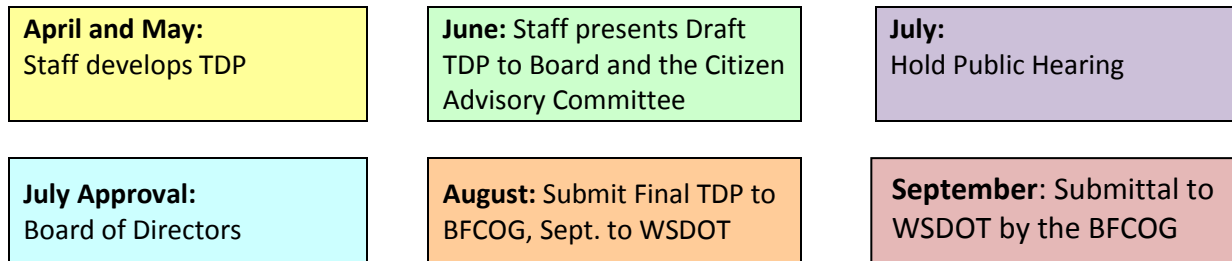 April and May:
Staff develops TDP
June: Staff presents Draft
TDP to Board and the Citizen
Advisory Committee
July:
Hold Public Hearing
July Approval:
Board of Directors
August: Submit Final TDP to
BFCOG, Sept. to WSDOT
September: Submittal to
WSDOT by the BFCOG